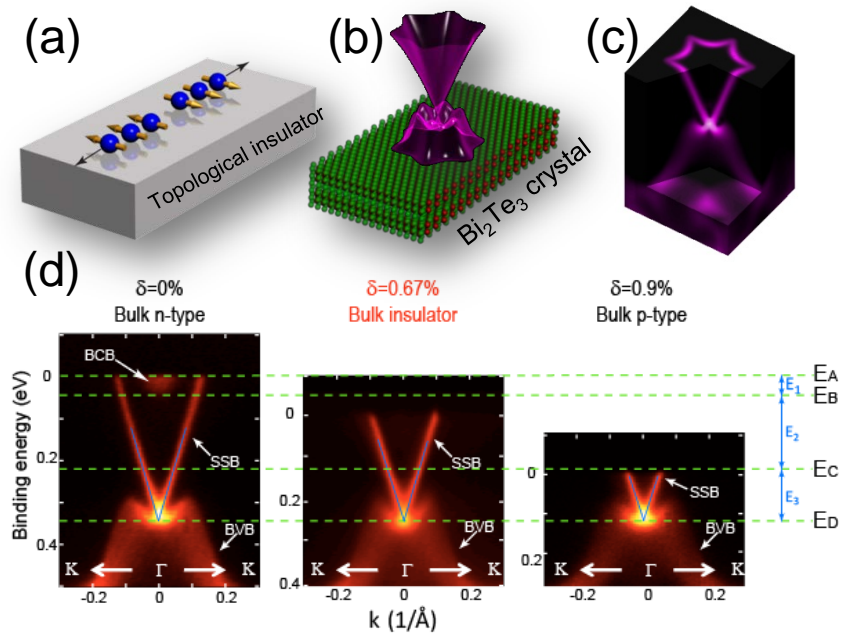 (a)
Topological insulator
(b)
Bi₂Te₃ crystal
(c)
(d)
δ=0%
Bulk n-type
δ=0.67%
Bulk insulator
δ=0.9%
Bulk p-type
Binding energy (eV)
0
0.2
0.4
BCB
SSB
BVB
K Γ K
-0.2 0 0.2
0
0.2
0.4
SSB
BVB
K Γ K
-0.2 0 0.2
0
0.2
SSB
BVB
K Γ K
-0.2 0 0.2
k (1/Å)
EA
E₁
EB
E₂
EC
E₃
ED